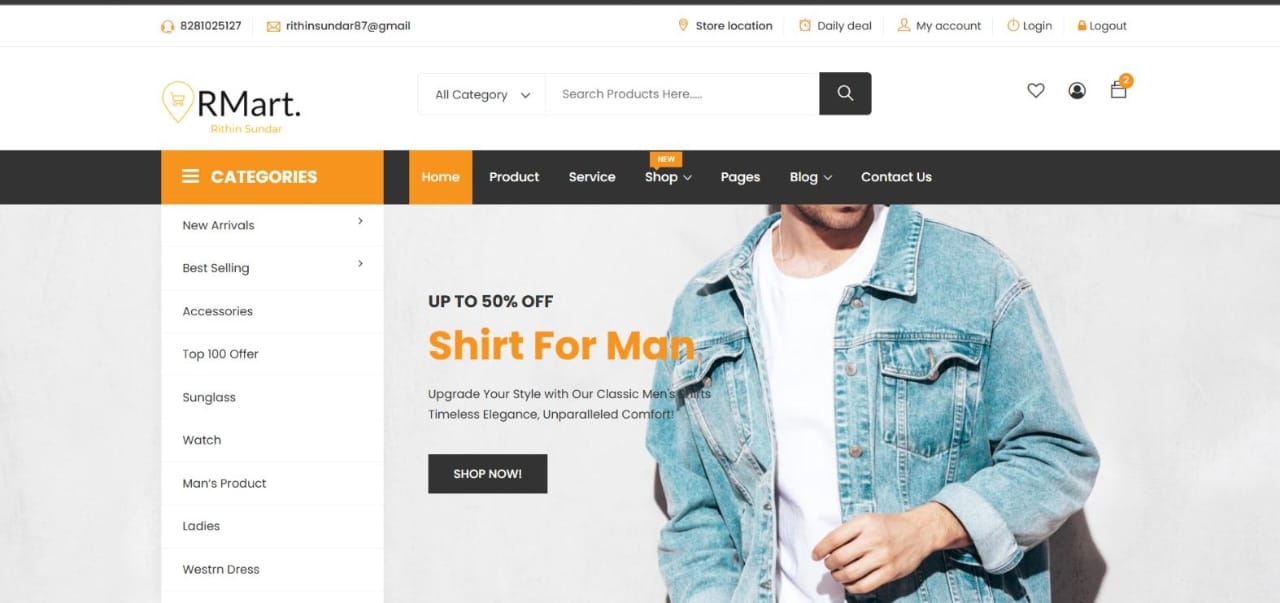 8281025127 rithinsundar87@gmail Store location Daily deal My account Login Logout
RMart.
Rithin Sundar
All Category Search Products Here.....
2
CATEGORIES
NEW
Home Product Service Shop Pages Blog Contact Us
New Arrivals
Best Selling
Accessories
Top 100 Offer
Sunglass
Watch
Man's Product
Ladies
Westrn Dress
UP TO 50% OFF
Shirt For Man
Upgrade Your Style with Our Classic Men's Shirts
Timeless Elegance, Unparalleled Comfort!
SHOP NOW!